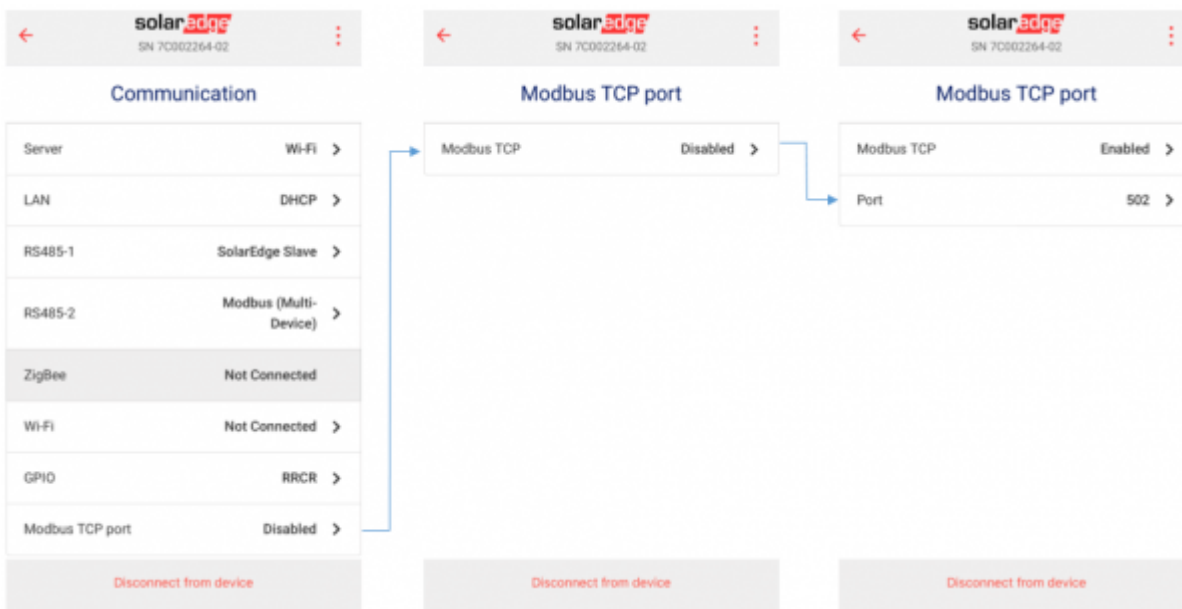 solaredge
SN 7C002264-02
Communication
Server Wi-Fi
LAN DHCP
RS485-1 SolarEdge Slave
RS485-2 Modbus (Multi-
Device)
ZigBee Not Connected
Wi-Fi Not Connected
GPIO RRCR
Modbus TCP port Disabled
Disconnect from device
solaredge
SN 7C002264-02
Modbus TCP port
Modbus TCP Disabled
Disconnect from device
solaredge
SN 7C002264-02
Modbus TCP port
Modbus TCP Enabled
Port 502
Disconnect from device